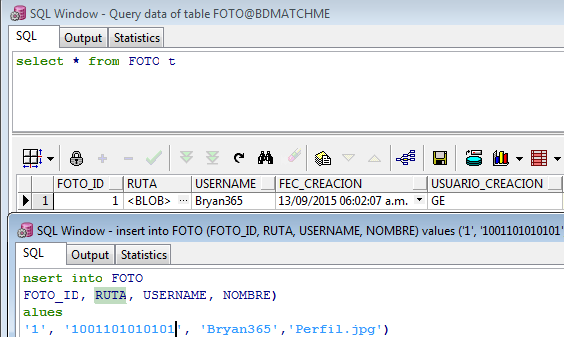 SQL Window - Query data of table FOTO@BDMATCHME
SQL Output Statistics
select * from FOTO t
FOTO_ID RUTA USERNAME FEC_CREACION USUARIO_CREACION
1 1 <BLOB> ... Bryan365 13/09/2015 06:02:07 a.m. GE
SQL Window - insert into FOTO (FOTO_ID, RUTA, USERNAME, NOMBRE) values ('1', '1001101010101'
SQL Output Statistics
nsert into FOTO
FOTO_ID, RUTA, USERNAME, NOMBRE)
alues
'1', '1001101010101', 'Bryan365','Perfil.jpg')